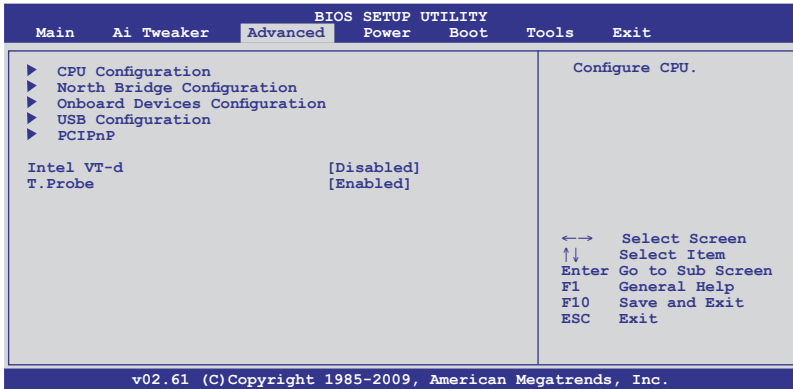 BIOS SETUP UTILITY
Main Ai Tweaker Advanced Power Boot Tools Exit
CPU Configuration
North Bridge Configuration
Onboard Devices Configuration
USB Configuration
PCIPnP
Intel VT-d [Disabled]
T.Probe [Enabled]
Configure CPU.
←→ Select Screen
↑↓ Select Item
Enter Go to Sub Screen
F1 General Help
F10 Save and Exit
ESC Exit
v02.61 (C)Copyright 1985-2009, American Megatrends, Inc.